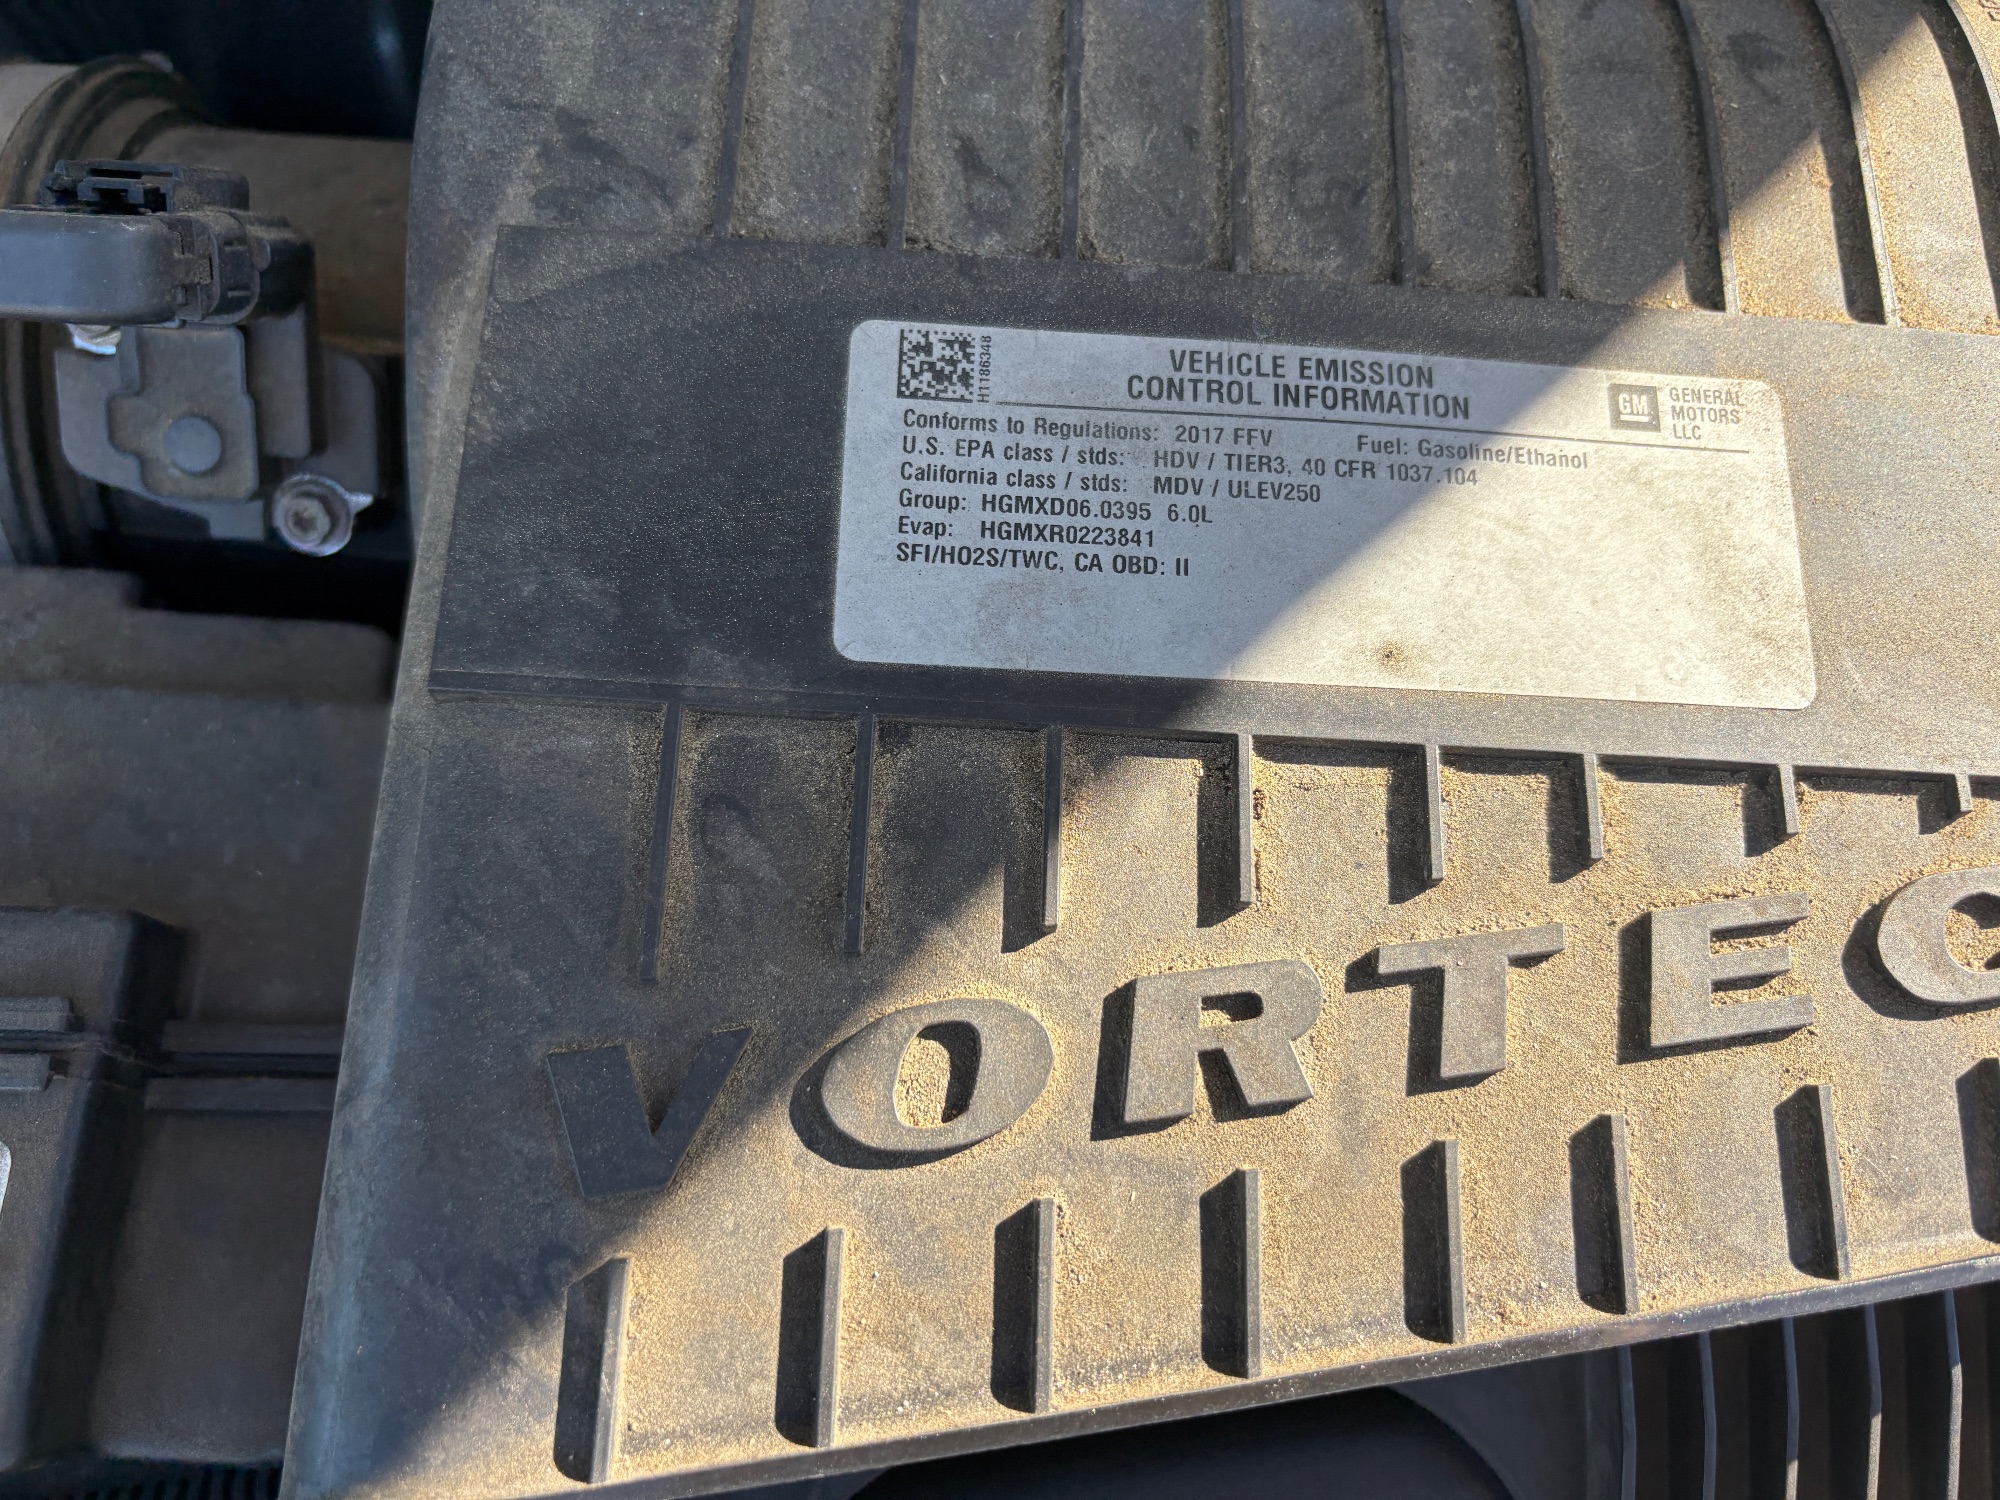 H1186348
VEHICLE EMISSION
CONTROL INFORMATION
GM
GENERAL
MOTORS
LLC
Conforms to Regulations: 2017 FFV Fuel: Gasoline/Ethanol
U.S. EPA class / stds: HDV / TIER3, 40 CFR 1037.104
California class / stds: MDV / ULEV250
Group: HGMXD06.0395 6.0L
Evap: HGMXR0223841
SFI/HO2S/TWC, CA OBD: II
VORTEC